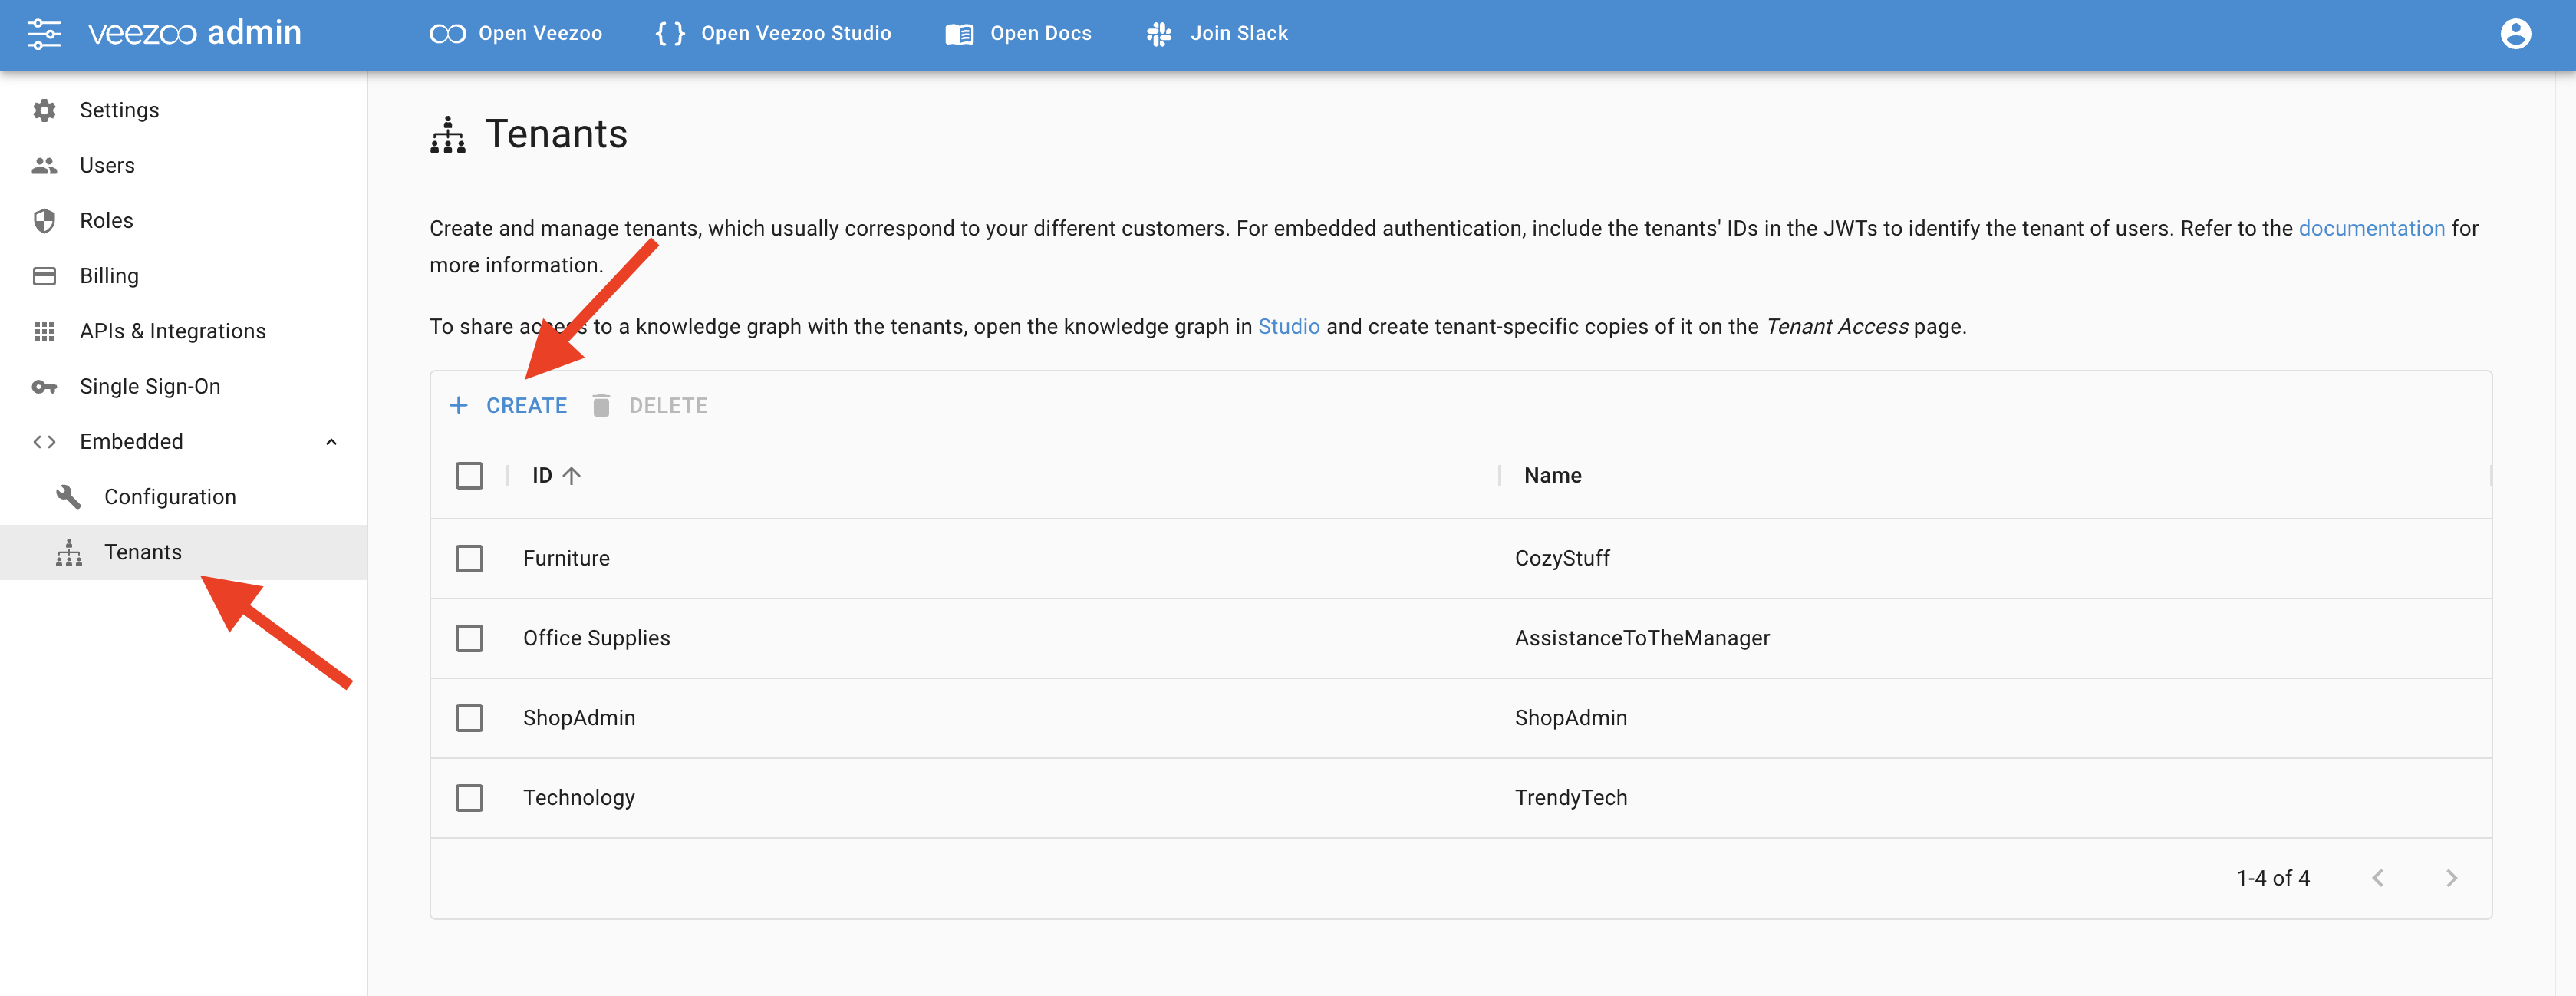 veezoo admin
Open Veezoo
Open Veezoo Studio
Open Docs
Join Slack
Settings
Users
Roles
Billing
APIs & Integrations
Single Sign-On
Embedded
Configuration
Tenants
Tenants
Create and manage tenants, which usually correspond to your different customers. For embedded authentication, include the tenants' IDs in the JWTs to identify the tenant of users. Refer to the documentation for
more information.
To share access to a knowledge graph with the tenants, open the knowledge graph in Studio and create tenant-specific copies of it on the Tenant Access page.
+ CREATE DELETE
ID Name
Furniture CozyStuff
Office Supplies AssistanceToTheManager
ShopAdmin ShopAdmin
Technology TrendyTech
1-4 of 4